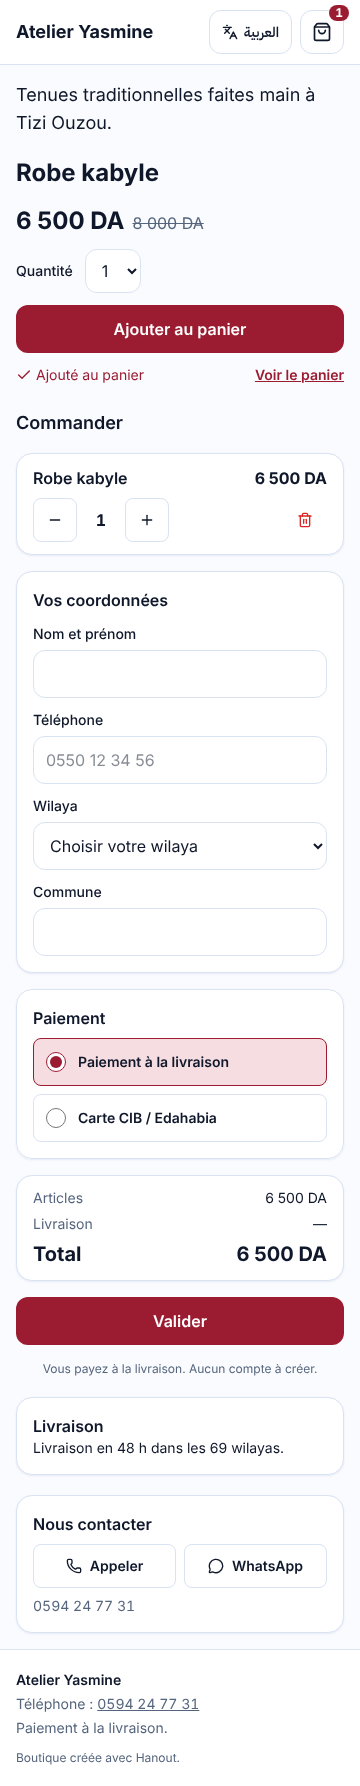 Atelier Yasmine
العربية
1
Tenues traditionnelles faites main à
Tizi Ouzou.
Robe kabyle
6 500 DA 8 000 DA
Quantité 1
Ajouter au panier
Ajouté au panier Voir le panier
Commander
Robe kabyle 6 500 DA
1
Vos coordonnées
Nom et prénom
Téléphone
0550 12 34 56
Wilaya
Choisir votre wilaya
Commune
Paiement
Paiement à la livraison
Carte CIB / Edahabia
Articles 6 500 DA
Livraison —
Total 6 500 DA
Valider
Vous payez à la livraison. Aucun compte à créer.
Livraison
Livraison en 48 h dans les 69 wilayas.
Nous contacter
Appeler WhatsApp
0594 24 77 31
Atelier Yasmine
Téléphone : 0594 24 77 31
Paiement à la livraison.
Boutique créée avec Hanout.